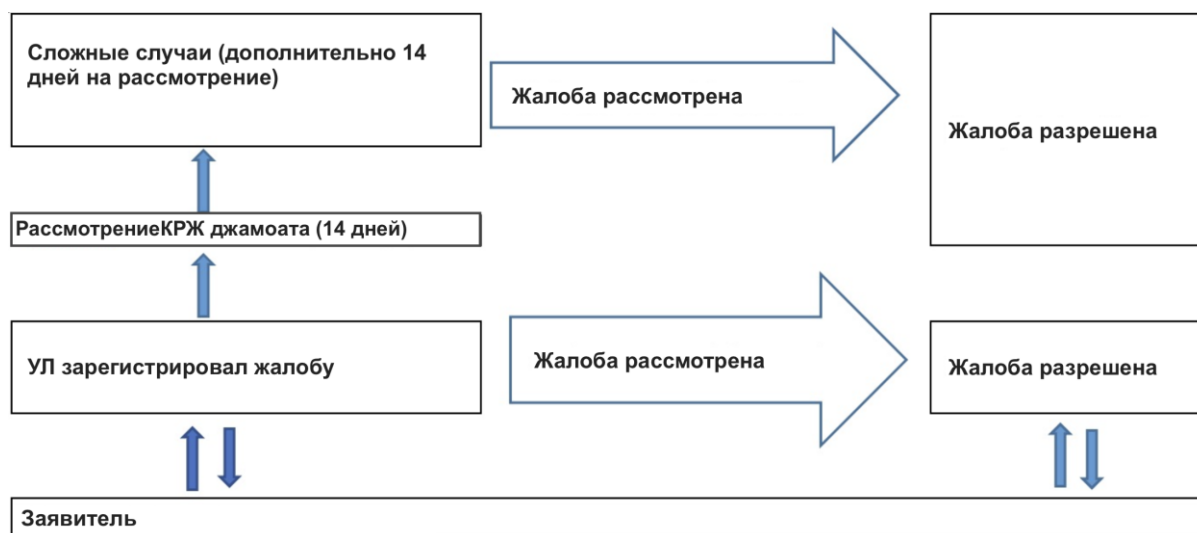 Сложные случаи (дополнительно 14
дней на рассмотрение)
Жалоба рассмотрена
Жалоба разрешена
РассмотрениеКРЖ джамоата (14 дней)
УЛ зарегистрировал жалобу
Жалоба рассмотрена
Жалоба разрешена
Заявитель